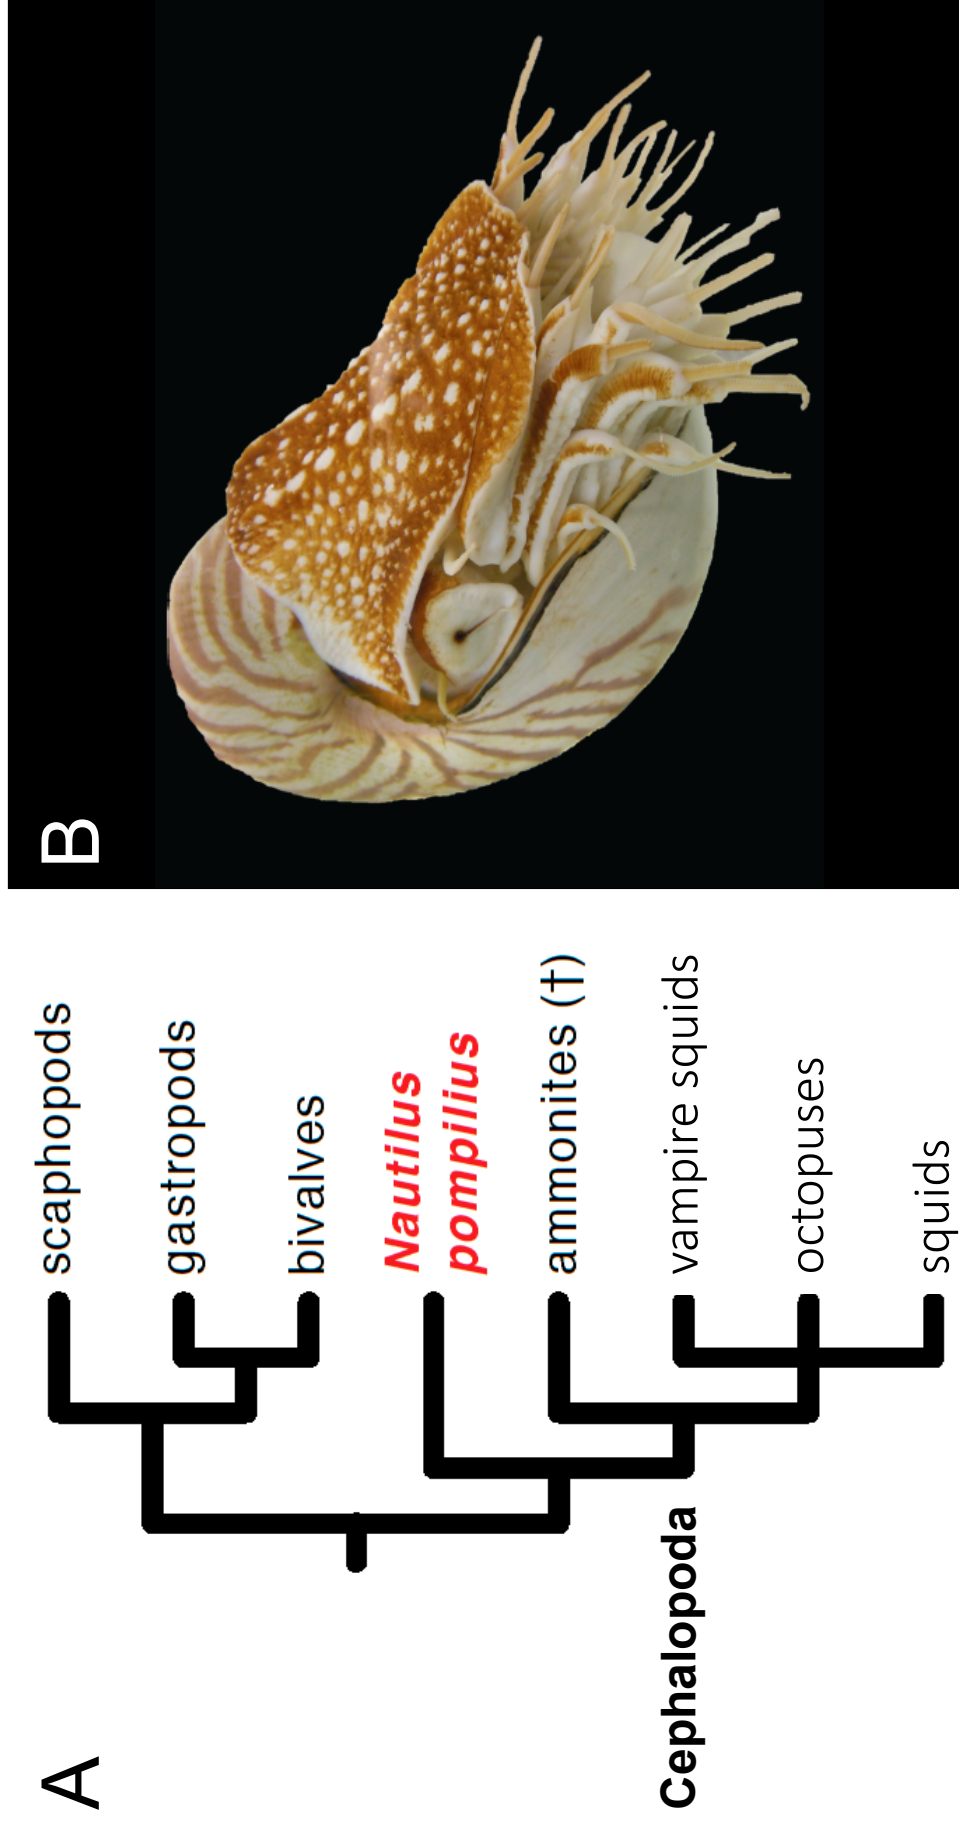 A
scaphopods
gastropods
bivalves
Nautilus
pompilius
ammonites (†)
vampire squids
octopuses
squids
Cephalopoda
B